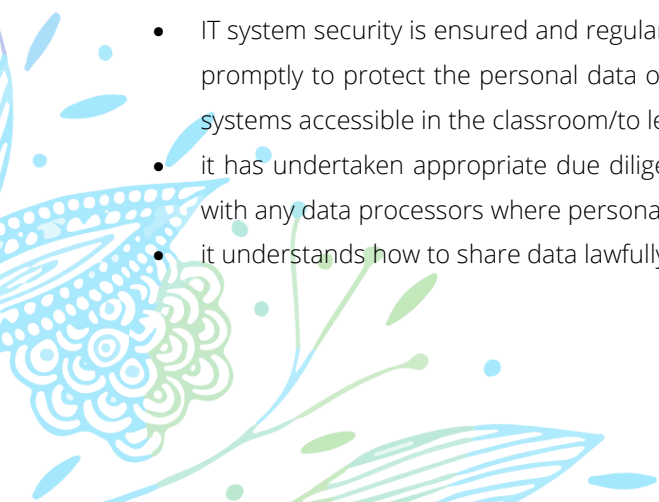 • IT system security is ensured and regular
promptly to protect the personal data o
systems accessible in the classroom/to le
• it has undertaken appropriate due dilige
with any data processors where persona
• it understands how to share data lawfully